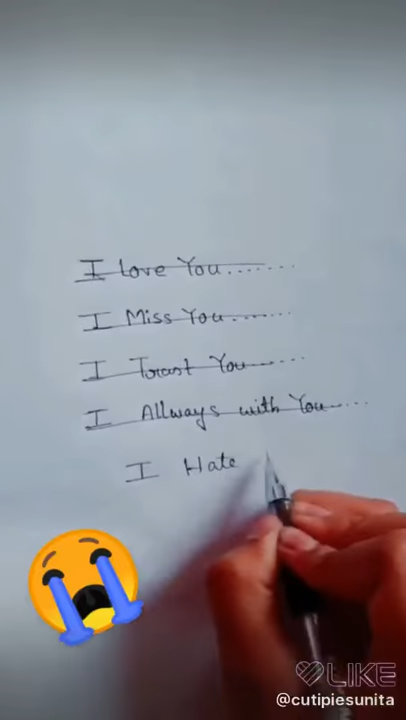 I love You.......
I Miss You.......
I Trust You.......
I Allways with You.....
I Hate
LIKE
@cutipiesunita